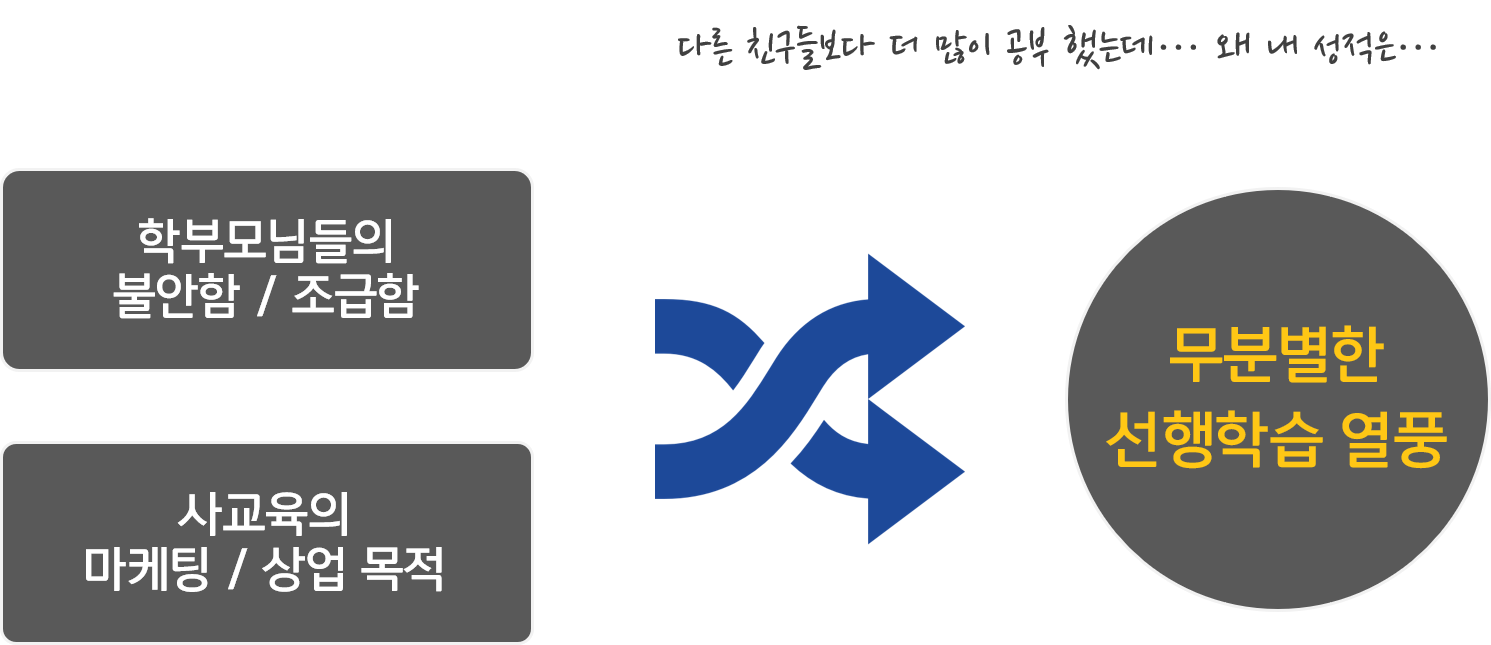 다른 친구들보다 더 많이 공부 했는데··· 왜 내 성적은···
학부모님들의
불안함 / 조급함
사교육의
마케팅 / 상업 목적
무분별한
선행학습 열풍